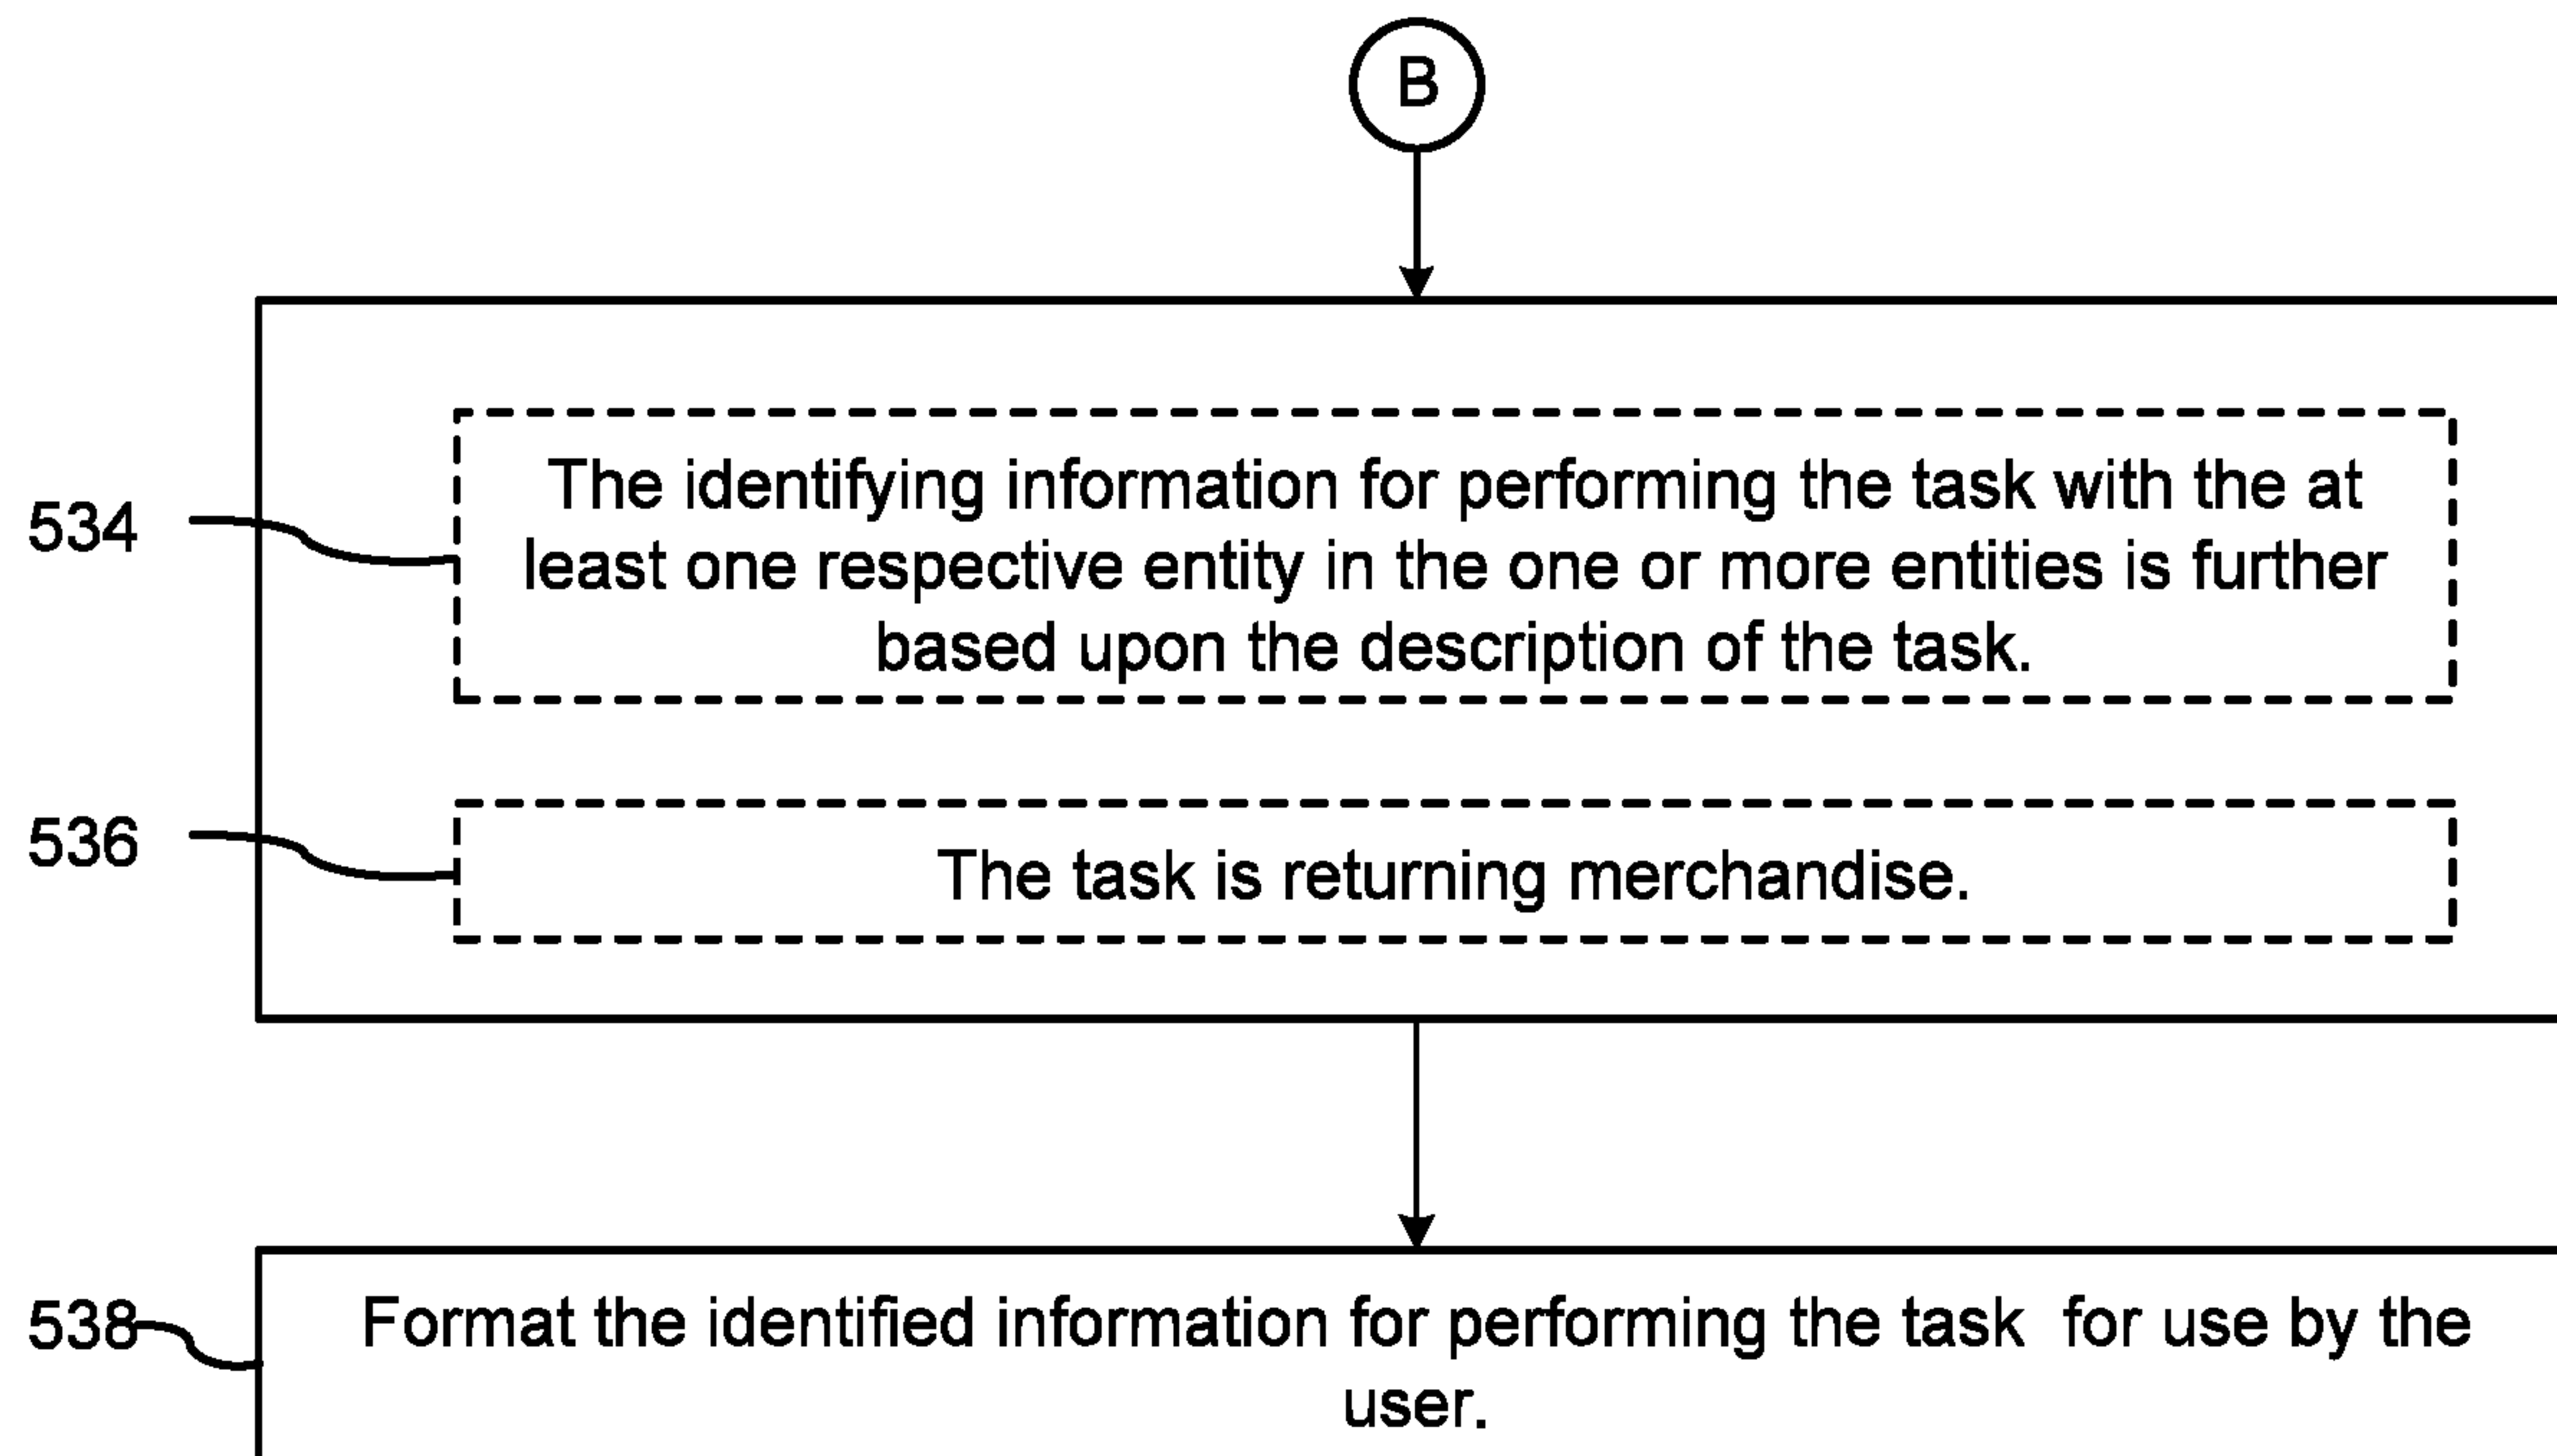 B
534
The identifying information for performing the task with the at
least one respective entity in the one or more entities is further
based upon the description of the task.
536
The task is returning merchandise.
538
Format the identified information for performing the task for use by the
user.